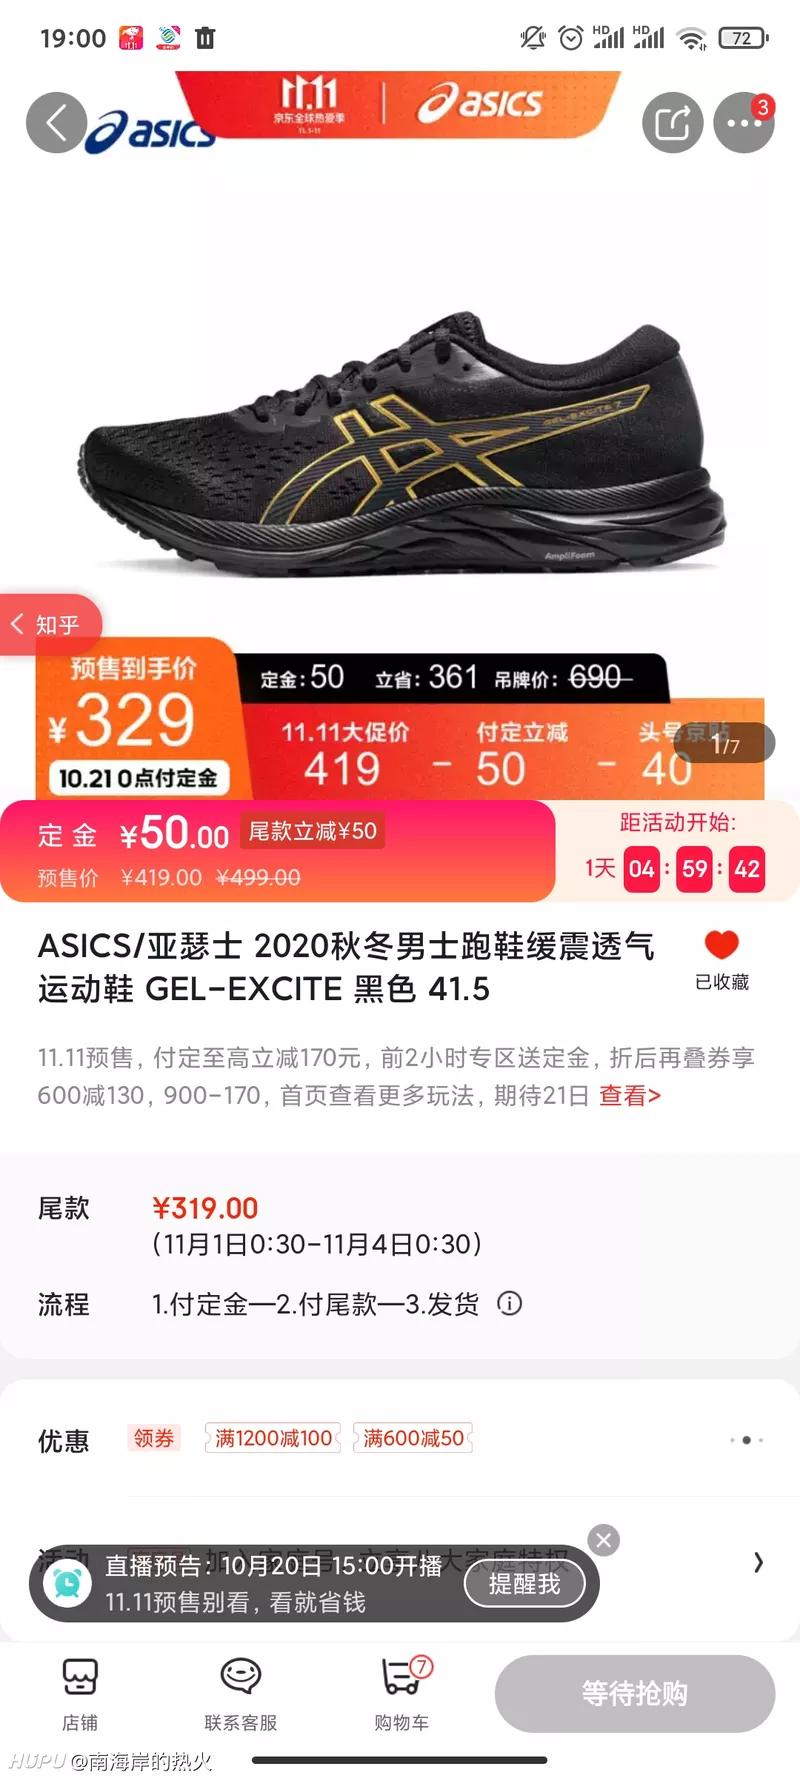 19:00
HD
HD
72
11.11
京东全球热爱季
11.1-11
asics
asics
3
GEL-EXCITE 7
AmpliFoam
知乎
预售到手价
¥329
10.21 0点付定金
定金:50 立省:361 吊牌价:690
11.11大促价 付定立减 头号京贴
419 - 50 - 40
1/7
定金 ¥50.00 尾款立减¥50
预售价 ¥419.00 ¥499.00
距活动开始:
1天 04:59:42
ASICS/亚瑟士 2020秋冬男士跑鞋缓震透气
运动鞋 GEL-EXCITE 黑色 41.5
已收藏
11.11预售，付定至高立减170元，前2小时专区送定金，折后再叠券享
600减130，900-170，首页查看更多玩法，期待21日 查看>
尾款 ¥319.00
(11月1日0:30-11月4日0:30)
流程 1.付定金—2.付尾款—3.发货
优惠 领券 满1200减100 满600减50
活动
直播预告：10月20日 15:00开播
11.11预售别看，看就省钱
提醒我
店铺
联系客服
7
购物车
等待抢购
HUPU @南海岸的热火